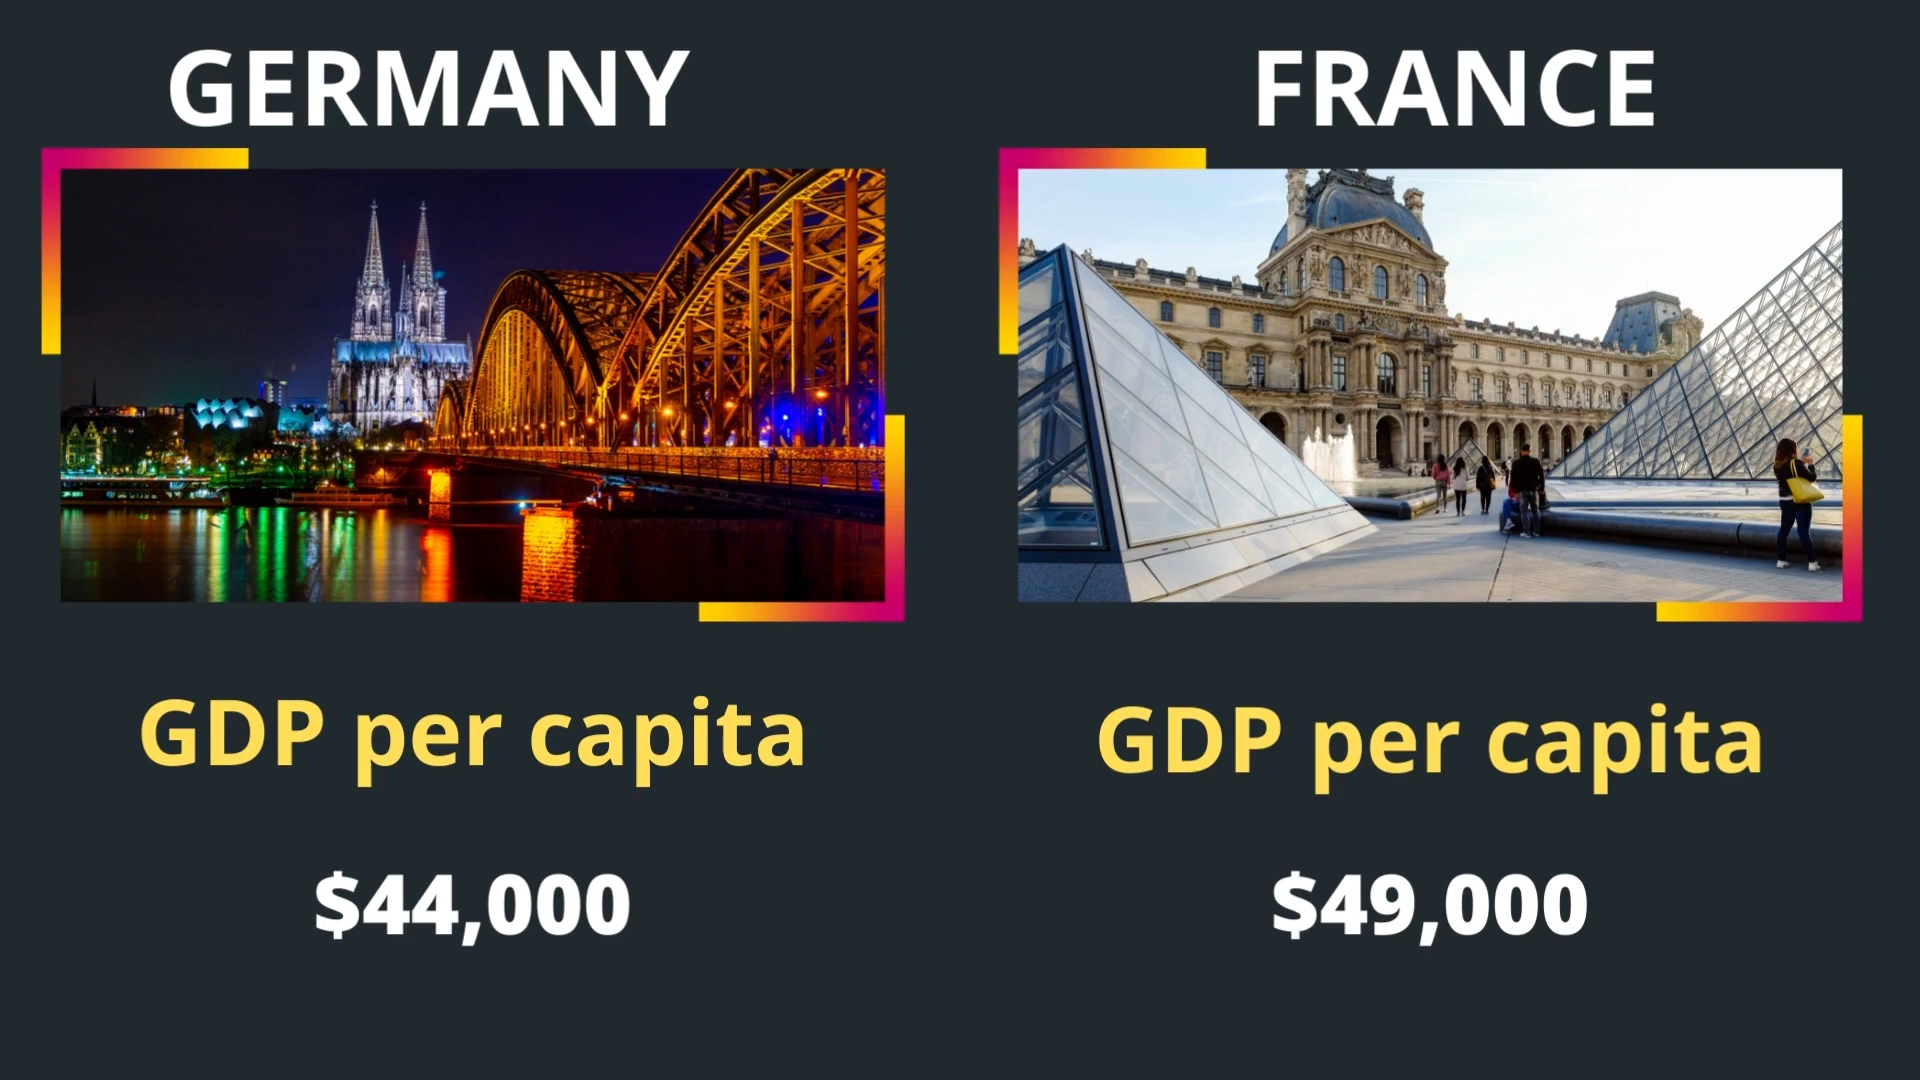 GERMANY
FRANCE
GDP per capita
GDP per capita
$44,000
$49,000